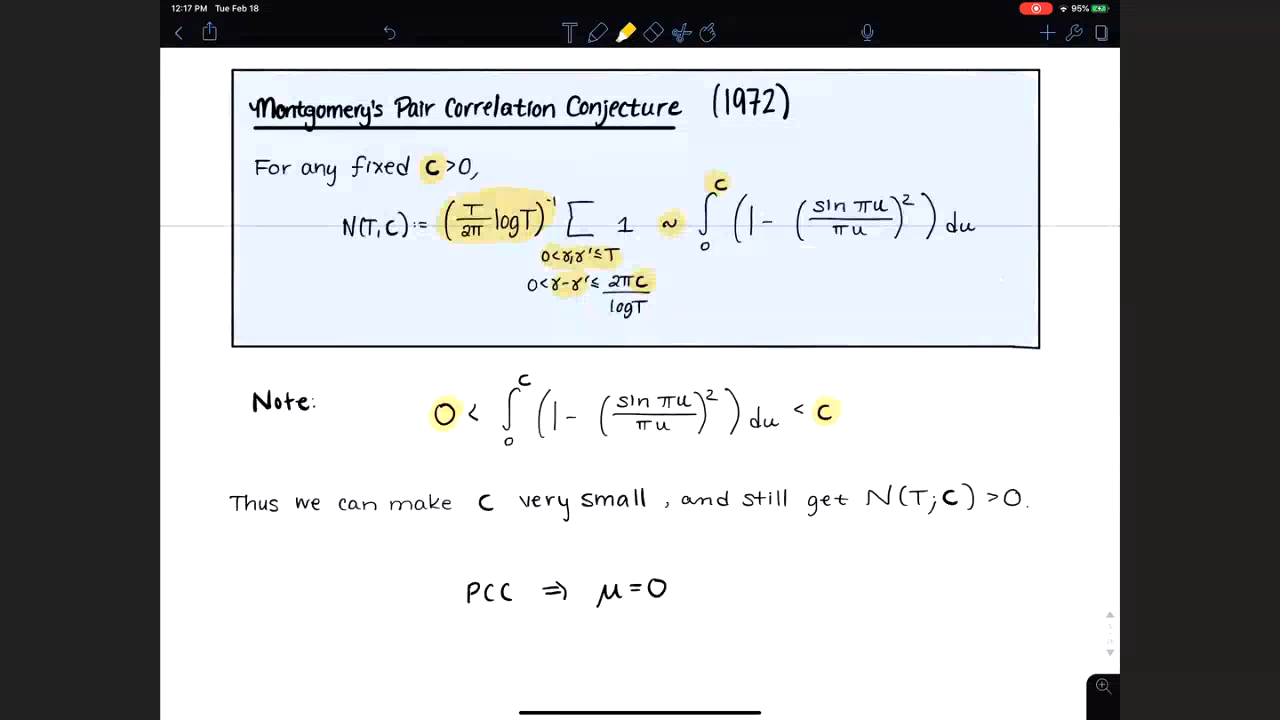 12:17 PM Tue Feb 18
95%
Montgomery's Pair Correlation Conjecture (1972)
For any fixed C>0,
N(T,C) := (T/2π log T)^-1 Σ 1 ~ ∫_0^C (1 - (sin πu / πu)^2) du
0<γ,γ'≤T
0<γ-γ'≤ 2πC / log T
Note: 0 < ∫_0^C (1 - (sin πu / πu)^2) du < C
Thus we can make C very small, and still get N(T;C) >0.
PCC ⇒ μ=0